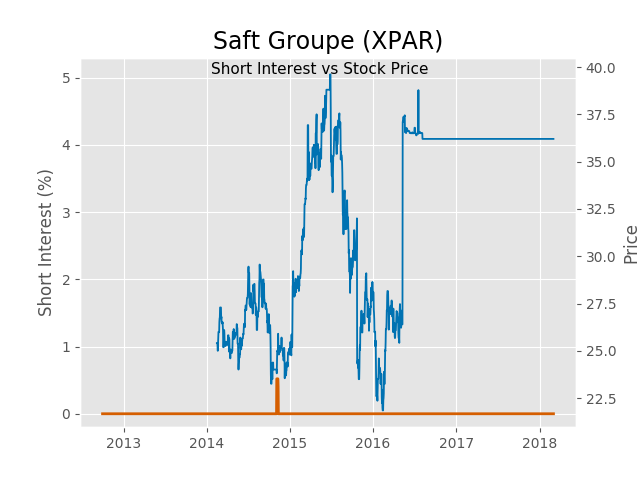 Saft Groupe (XPAR)
Short Interest vs Stock Price
Short Interest (%)
5
4
3
2
1
0
40.0
37.5
35.0
32.5
30.0
27.5
25.0
22.5
Price
2013 2014 2015 2016 2017 2018